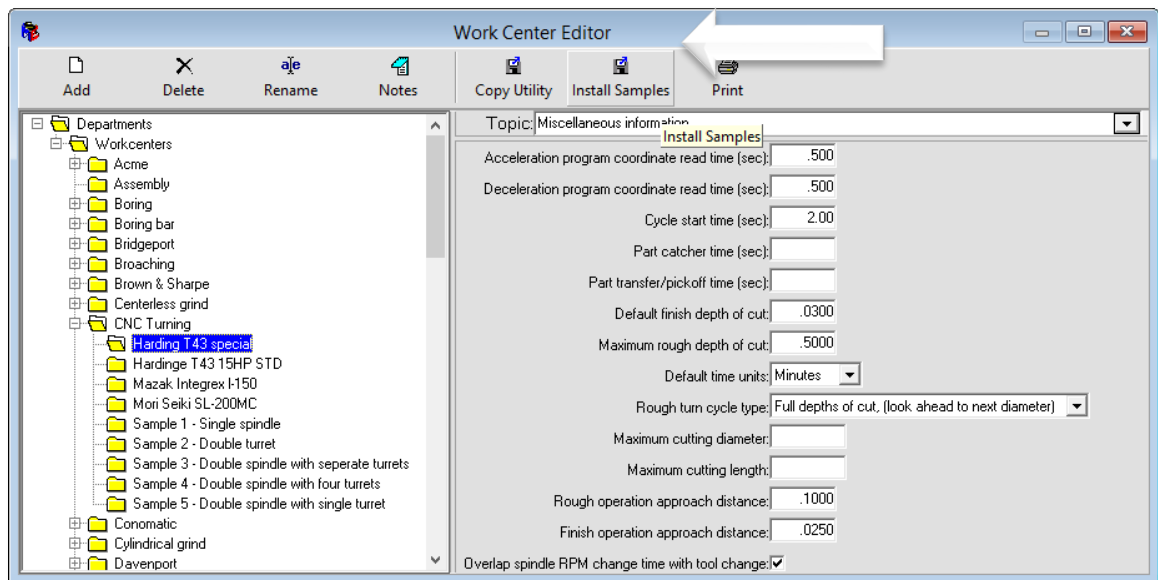 Work Center Editor
Add Delete Rename Notes Copy Utility Install Samples Print
Departments
Workcenters
Acme
Assembly
Boring
Boring bar
Bridgeport
Broaching
Brown & Sharpe
Centerless grind
CNC Turning
Harding T43 special
Hardinge T43 15HP STD
Mazak Integrex I-150
Mori Seiki SL-200MC
Sample 1 - Single spindle
Sample 2 - Double turret
Sample 3 - Double spindle with seperate turrets
Sample 4 - Double spindle with four turrets
Sample 5 - Double spindle with single turret
Conomatic
Cylindrical grind
Davenport
Topic: Miscellaneous information
Install Samples
Acceleration program coordinate read time (sec): .500
Deceleration program coordinate read time (sec): .500
Cycle start time (sec): 2.00
Part catcher time (sec):
Part transfer/pickoff time (sec):
Default finish depth of cut: .0300
Maximum rough depth of cut: .5000
Default time units: Minutes
Rough turn cycle type: Full depths of cut, (look ahead to next diameter)
Maximum cutting diameter:
Maximum cutting length:
Rough operation approach distance: .1000
Finish operation approach distance: .0250
Overlap spindle RPM change time with tool change: